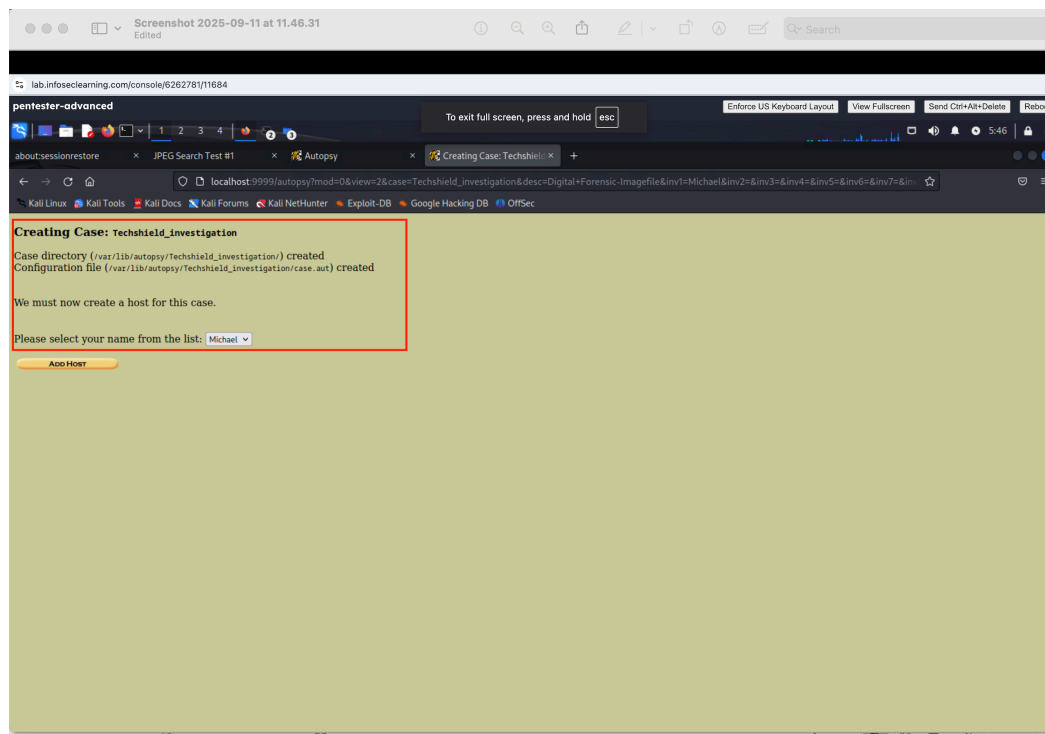 Screenshot 2025-09-11 at 11.46.31
Edited
Search
lab.infoseclearning.com/console/6262781/11684
pentester-advanced
To exit full screen, press and hold esc
Enforce US Keyboard Layout View Fullscreen Send Ctrl+Alt+Delete Rebo
1 2 3 4 2 3 5:46
about:sessionrestore × JPEG Search Test #1 × Autopsy × Creating Case: Techshield × +
localhost:9999/autopsy?mod=0&view=2&case=Techshield_investigation&desc=Digital+Forensic-Imagefile&inv1=Michael&inv2=&inv3=&inv4=&inv5=&inv6=&inv7=&in
Kali Linux Kali Tools Kali Docs Kali Forums Kali NetHunter Exploit-DB Google Hacking DB OffSec
Creating Case: Techshield_investigation
Case directory (/var/lib/autopsy/Techshield_investigation/) created
Configuration file (/var/lib/autopsy/Techshield_investigation/case.aut) created
We must now create a host for this case.
Please select your name from the list: Michael
ADD HOST